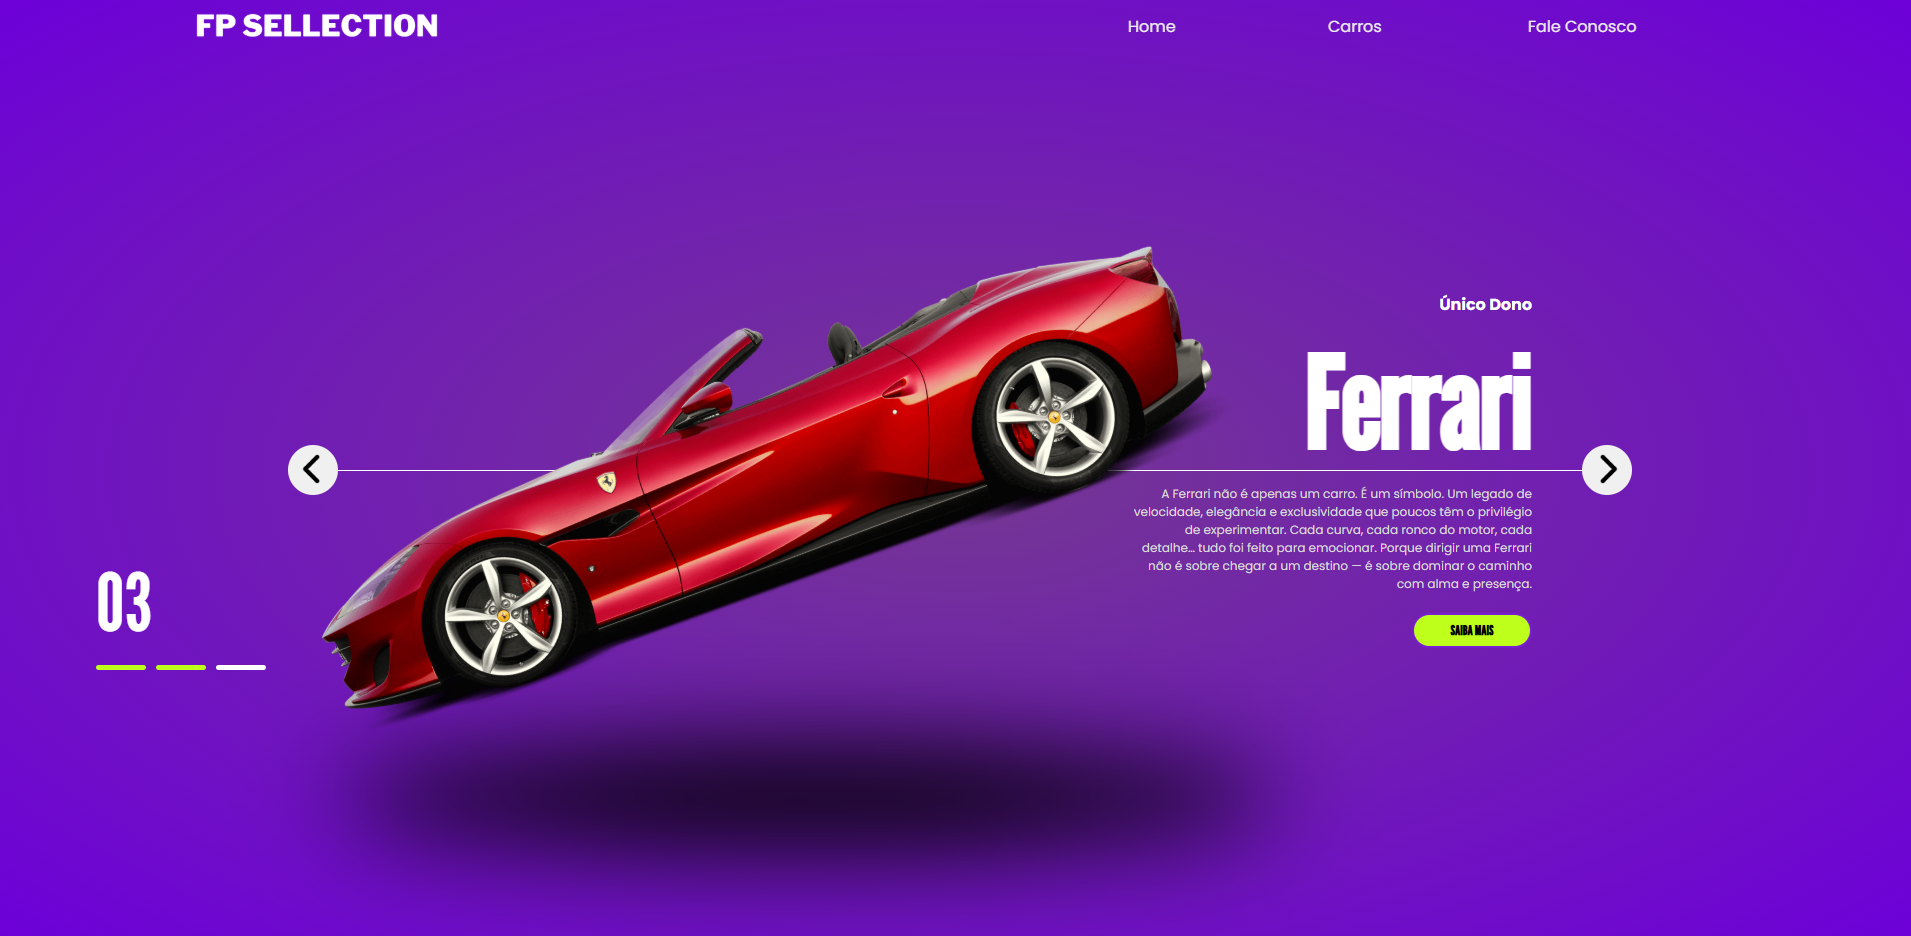 FP SELLECTION
Home
Carros
Fale Conosco
Único Dono
Ferrari
A Ferrari não é apenas um carro. É um símbolo. Um legado de
velocidade, elegância e exclusividade que poucos têm o privilégio
de experimentar. Cada curva, cada ronco do motor, cada
detalhe... tudo foi feito para emocionar. Porque dirigir uma Ferrari
não é sobre chegar a um destino — é sobre dominar o caminho
com alma e presença.
SAIBA MAIS
03